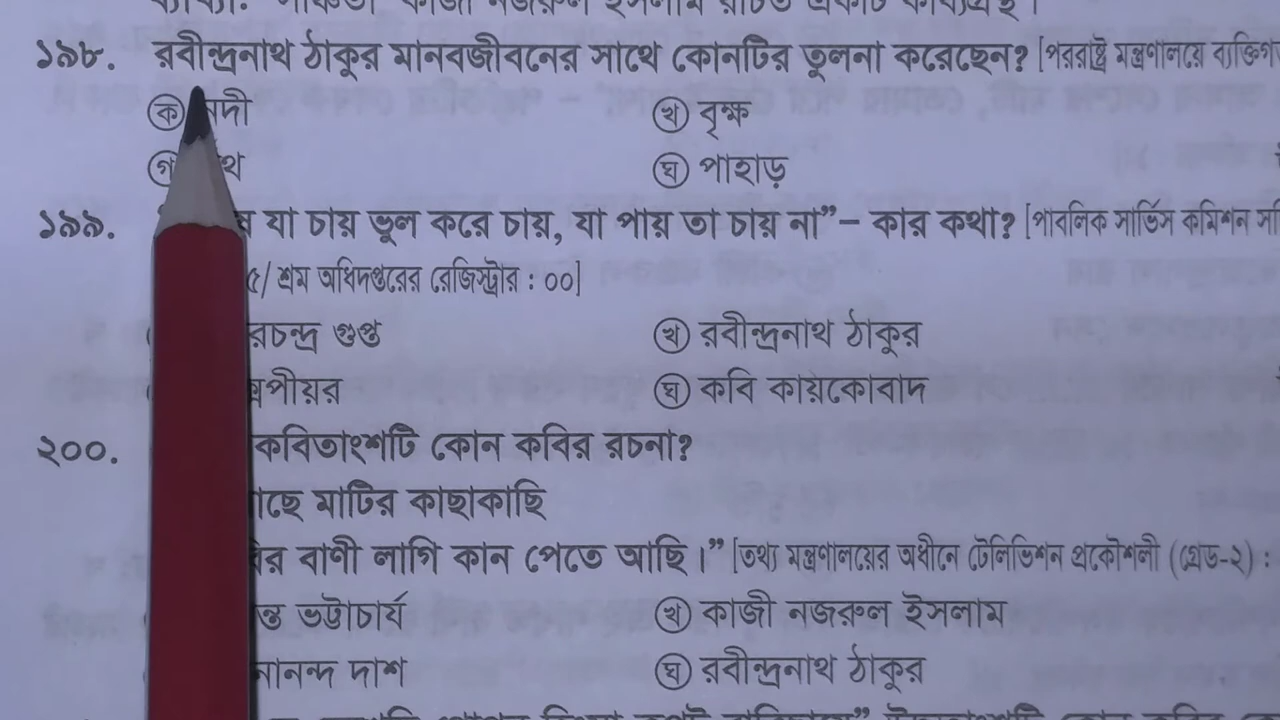 ১৯৮. রবীন্দ্রনাথ ঠাকুর মানবজীবনের সাথে কোনটির তুলনা করেছেন? [পররাষ্ট্র মন্ত্রণালয়ে
ক নদী খ বৃক্ষ
গ ঘ পাহাড়
১৯৯. যা চায় ভুল করে চায়, যা পায় তা চায় না” – কার কথা? [পাবলিক সার্ভিস কমিশন
৫/ শ্রম অধিদপ্তরের রেজিস্ট্রার : ০০]
রচন্দ্র গুপ্ত খ রবীন্দ্রনাথ ঠাকুর
পীয়র ঘ কবি কায়কোবাদ
২০০. কবিতাংশটি কোন কবির রচনা?
মাটির কাছাকাছি
বাণী লাগি কান পেতে আছি।” [তথ্য মন্ত্রণালয়ের অধীনে টেলিভিশন প্রকৌশলী (গ্রেড-২) :
ন্ত ভট্টাচার্য খ কাজী নজরুল ইসলাম
নানন্দ দাশ ঘ রবীন্দ্রনাথ ঠাকুর